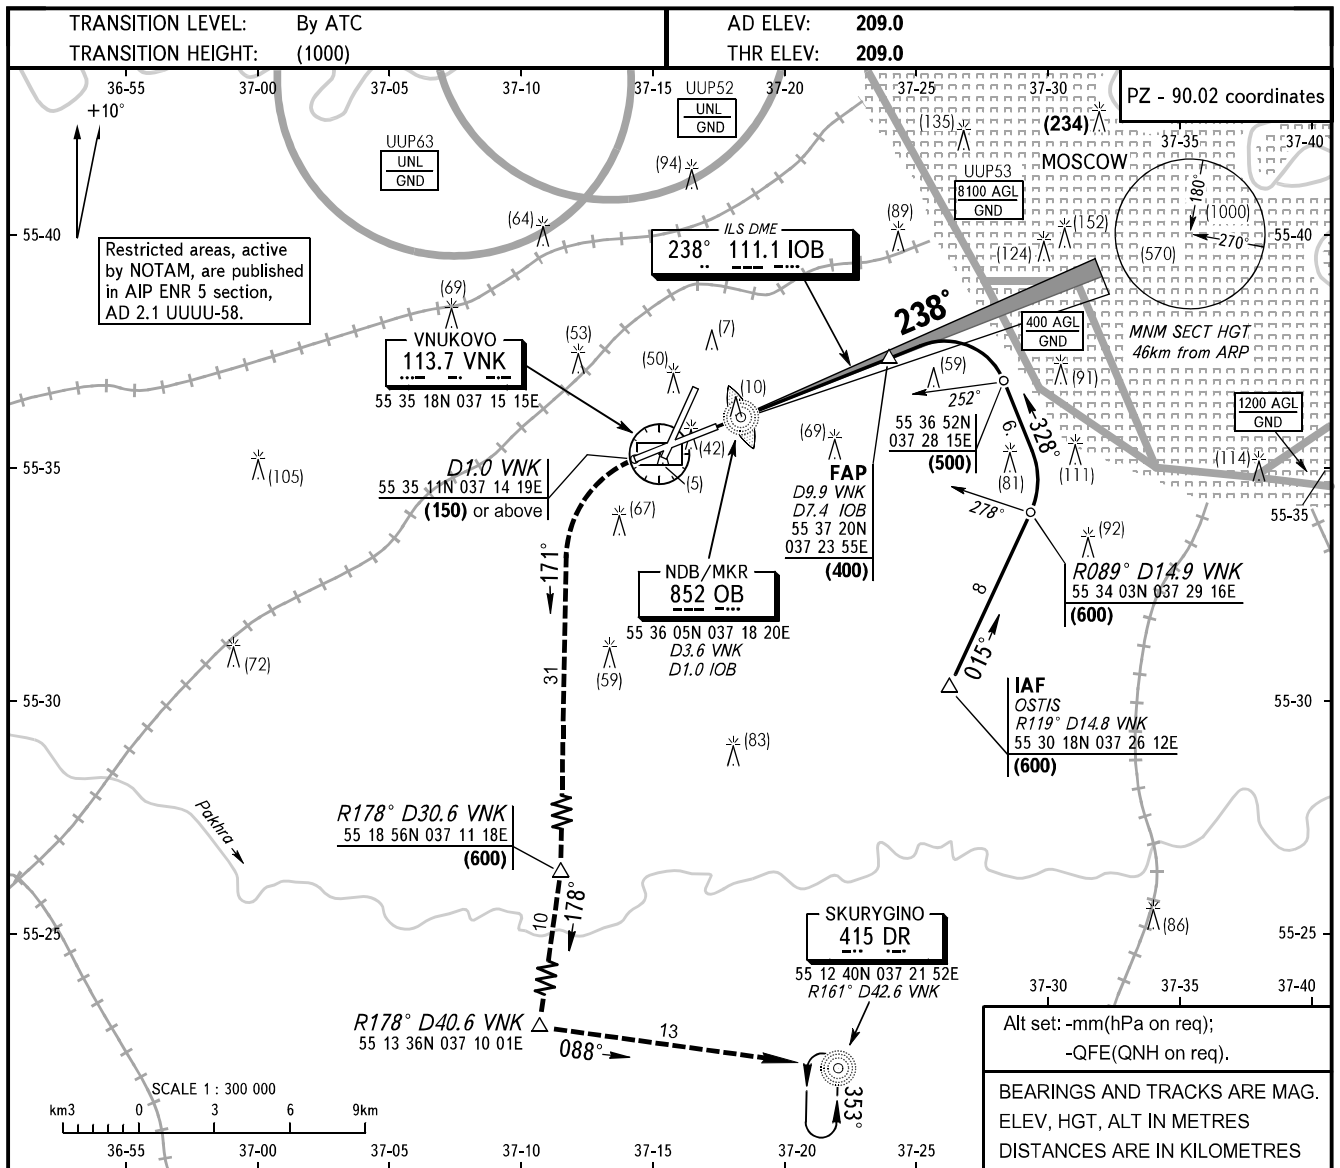 TRANSITION LEVEL: By ATC
TRANSITION HEIGHT: (1000)
AD ELEV: 209.0
THR ELEV: 209.0
36-55
37-00
37-05
37-10
37-15
37-20
37-25
37-30
PZ - 90.02 coordinates
37-35
37-40
+10°
UUP63
UNL
GND
UUP52
UNL
GND
(94)
(64)
(135)
(234)
MOSCOW
UUP53
8100 AGL
GND
(89)
(152)
(124)
(570)
180°
(1000)
270°
MNM SECT HGT
46km from ARP
55-40
55-40
Restricted areas, active
by NOTAM, are published
in AIP ENR 5 section,
AD 2.1 UUUU-58.
ILS DME
238° 111.1 IOB
238°
400 AGL
GND
(69)
(53)
(7)
(50)
(10)
(59)
(91)
VNUKOVO
113.7 VNK
55 35 18N 037 15 15E
252°
55 36 52N
037 28 15E
(500)
9
328°
1200 AGL
GND
(69)
(42)
(5)
(81)
(111)
(114)
55-35
55-35
(105)
D1.0 VNK
55 35 11N 037 14 19E
(150) or above
(67)
FAP
D9.9 VNK
D7.4 IOB
55 37 20N
037 23 55E
(400)
278°
(92)
R089° D14.9 VNK
55 34 03N 037 29 16E
(600)
171°
NDB/MKR
852 OB
55 36 05N 037 18 20E
D3.6 VNK
D1.0 IOB
8
015°
(72)
31
(59)
55-30
55-30
IAF
OSTIS
R119° D14.8 VNK
55 30 18N 037 26 12E
(600)
(83)
Pakhra
R178° D30.6 VNK
55 18 56N 037 11 18E
(600)
178°
10
SKURYGINO
415 DR
55 12 40N 037 21 52E
R161° D42.6 VNK
(86)
55-25
55-25
37-30
37-35
37-40
R178° D40.6 VNK
55 13 36N 037 10 01E
13
088°
353°
Alt set: -mm(hPa on req);
-QFE(QNH on req).
SCALE 1 : 300 000
km3 0 3 6 9km
BEARINGS AND TRACKS ARE MAG.
ELEV, HGT, ALT IN METRES
DISTANCES ARE IN KILOMETRES
36-55
37-00
37-05
37-10
37-15
37-20
37-25